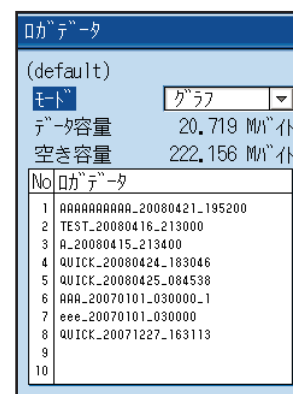 ﾛｶﾞﾃﾞｰﾀ
(default)
ﾓｰﾄﾞ ｸﾞﾗﾌ
ﾃﾞｰﾀ容量 20.719 Mﾊﾞｲﾄ
空き容量 222.156 Mﾊﾞｲﾄ
No ﾛｶﾞﾃﾞｰﾀ
1 AAAAAAAAAA_20080421_195200
2 TEST_20080416_213000
3 A_20080415_213400
4 QUICK_20080424_183046
5 QUICK_20080425_084538
6 AAA_20070101_030000_1
7 eee_20070101_030000
8 QUICK_20071227_163113
9
10